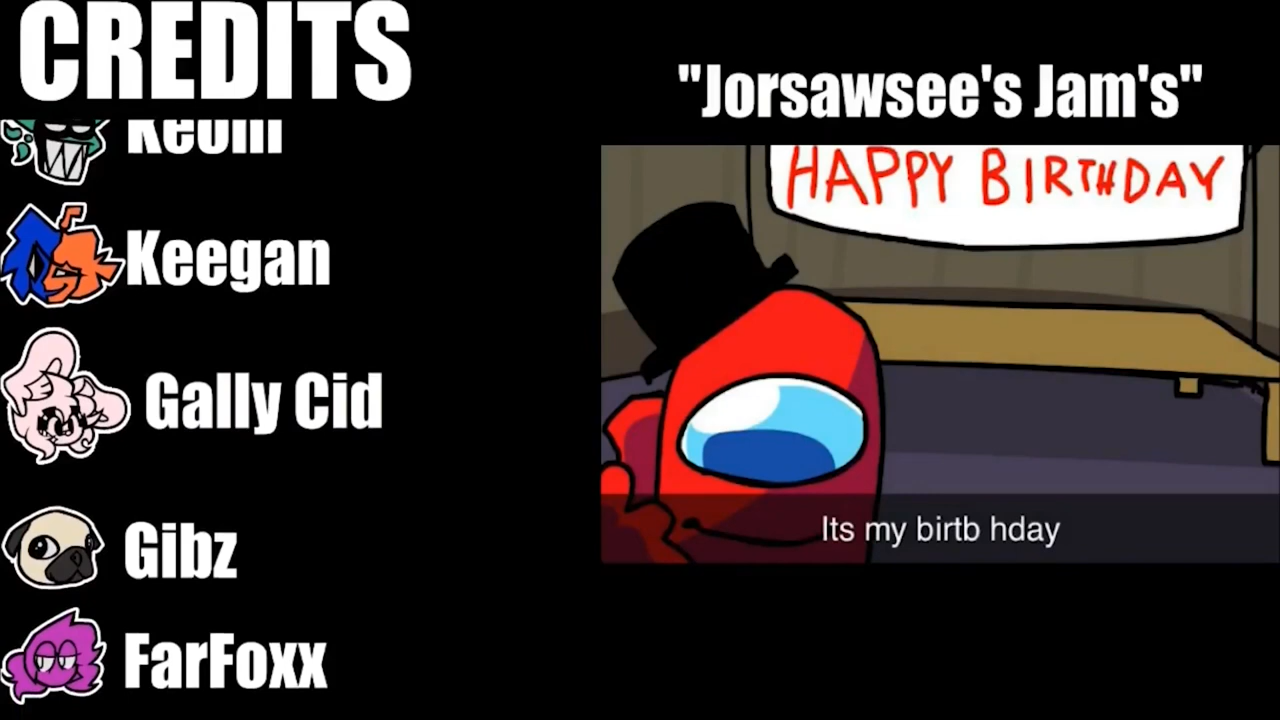 CREDITS
Keegan
Gally Cid
Gibz
FarFoxx
"Jorsawsee's Jam's"
HAPPY BIRTHDAY
Its my birtb hday